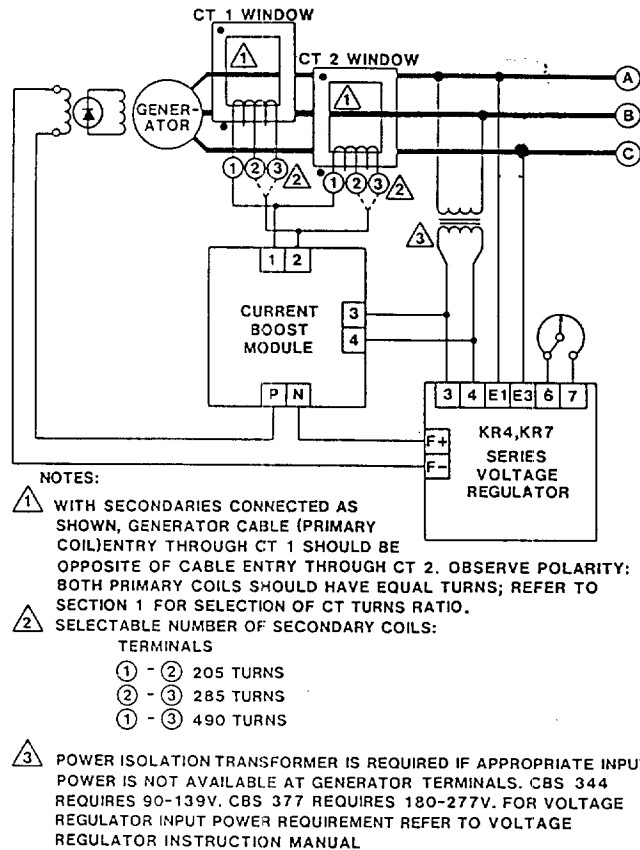 CT 1 WINDOW
CT 2 WINDOW
1
1
A
B
C
GENER-
ATOR
1 2 3
2
1 2 3
2
3
1 2
CURRENT
BOOST
MODULE
3
4
P N
3 4 E1 E3 6 7
F+
F-
KR4,KR7
SERIES
VOLTAGE
REGULATOR
NOTES:
1 WITH SECONDARIES CONNECTED AS
SHOWN, GENERATOR CABLE (PRIMARY
COIL)ENTRY THROUGH CT 1 SHOULD BE
OPPOSITE OF CABLE ENTRY THROUGH CT 2. OBSERVE POLARITY:
BOTH PRIMARY COILS SHOULD HAVE EQUAL TURNS; REFER TO
SECTION 1 FOR SELECTION OF CT TURNS RATIO.
2 SELECTABLE NUMBER OF SECONDARY COILS:
TERMINALS
1 - 2 205 TURNS
2 - 3 285 TURNS
1 - 3 490 TURNS
3 POWER ISOLATION TRANSFORMER IS REQUIRED IF APPROPRIATE INPU
POWER IS NOT AVAILABLE AT GENERATOR TERMINALS. CBS 344
REQUIRES 90-139V. CBS 377 REQUIRES 180-277V. FOR VOLTAGE
REGULATOR INPUT POWER REQUIREMENT REFER TO VOLTAGE
REGULATOR INSTRUCTION MANUAL